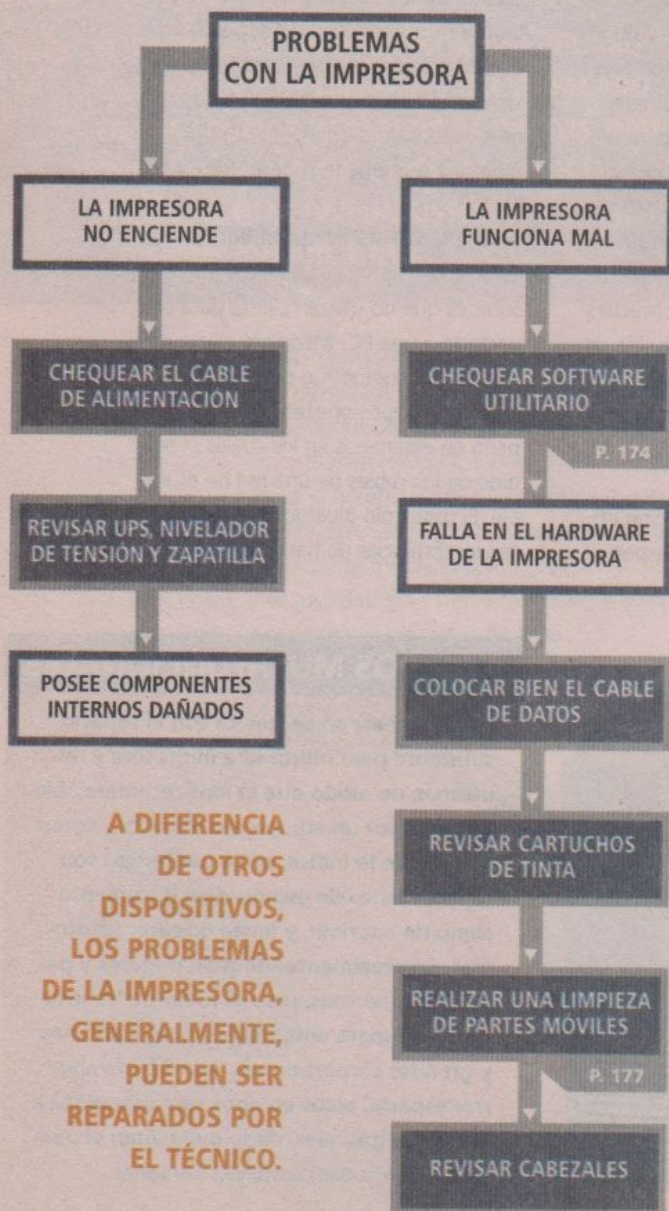 PROBLEMAS
CON LA IMPRESORA
LA IMPRESORA
NO ENCIENDE
CHEQUEAR EL CABLE
DE ALIMENTACIÓN
REVISAR UPS, NIVELADOR
DE TENSIÓN Y ZAPATILLA
POSEE COMPONENTES
INTERNOS DAÑADOS
LA IMPRESORA
FUNCIONA MAL
CHEQUEAR SOFTWARE
UTILITARIO
P. 174
FALLA EN EL HARDWARE
DE LA IMPRESORA
COLOCAR BIEN EL CABLE
DE DATOS
REVISAR CARTUCHOS
DE TINTA
REALIZAR UNA LIMPIEZA
DE PARTES MÓVILES
P. 177
REVISAR CABEZALES
A DIFERENCIA
DE OTROS
DISPOSITIVOS,
LOS PROBLEMAS
DE LA IMPRESORA,
GENERALMENTE,
PUEDEN SER
REPARADOS POR
EL TÉCNICO.